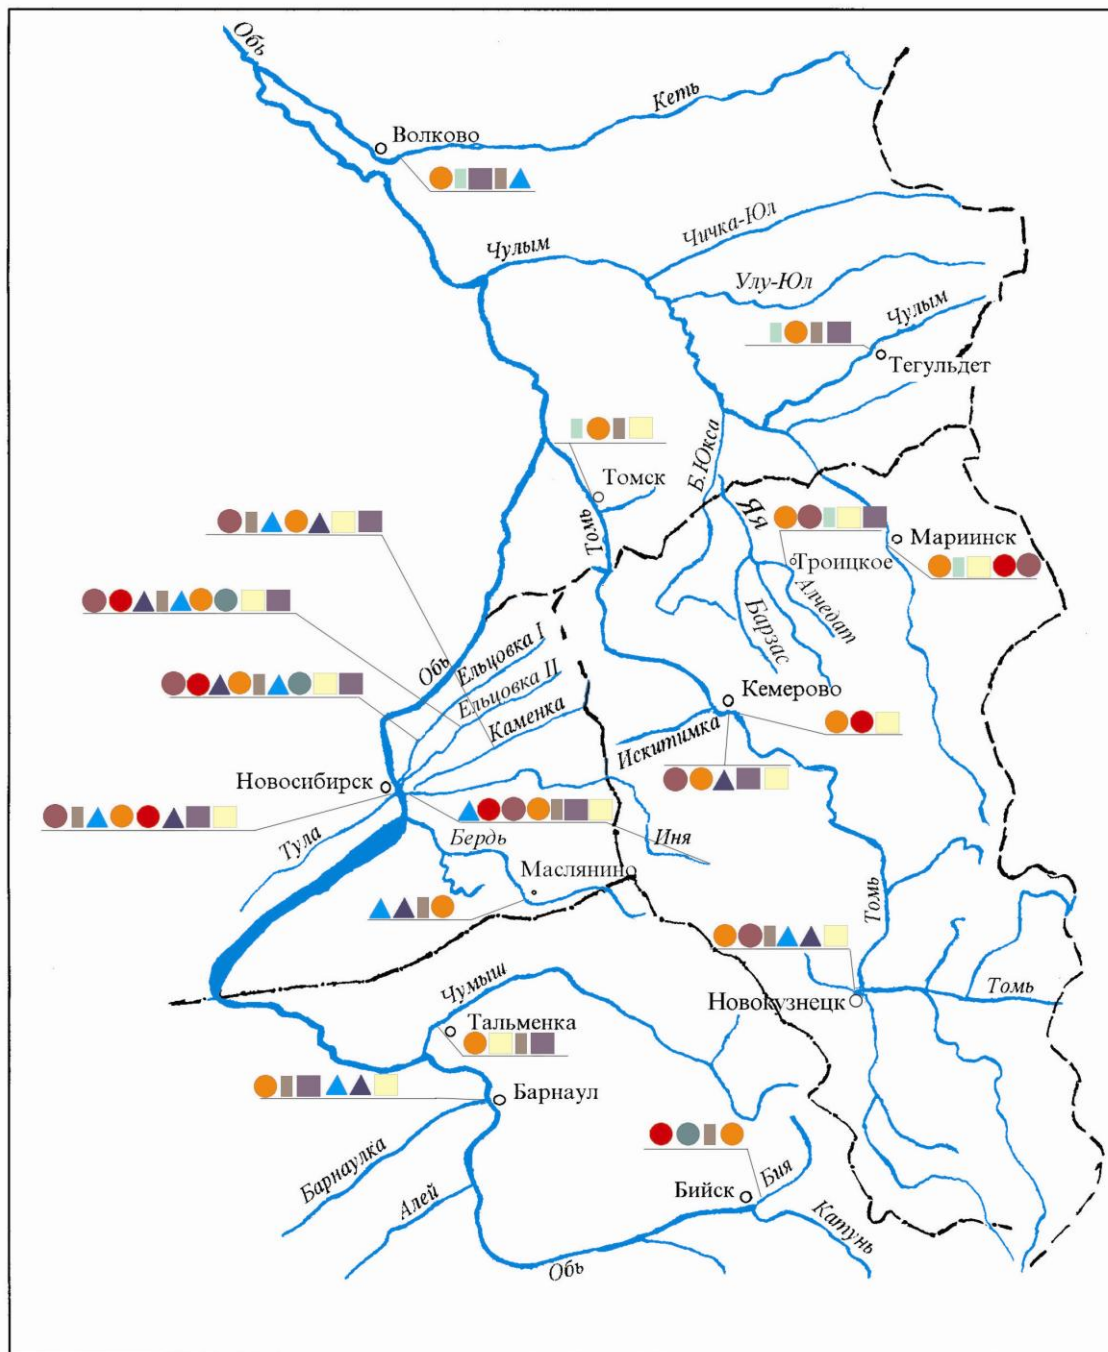 Обь
Кеть
Волково
Чичка-Юл
Чулым
Улу-Юл
Чулым
Тегульдет
Б.Юкса
Томск
Яя
Томь
Мариинск
Троицкое
Алчедат
Барзас
Обь
Ельцовка I
Ельцовка II
Каменка
Кемерово
Искитимка
Новосибирск
Тула
Бердь
Иня
Маслянино
Томь
Чумыш
Новокузнецк
Томь
Тальменка
Барнаул
Барнаулка
Алей
Бийск
Бия
Катунь
Обь